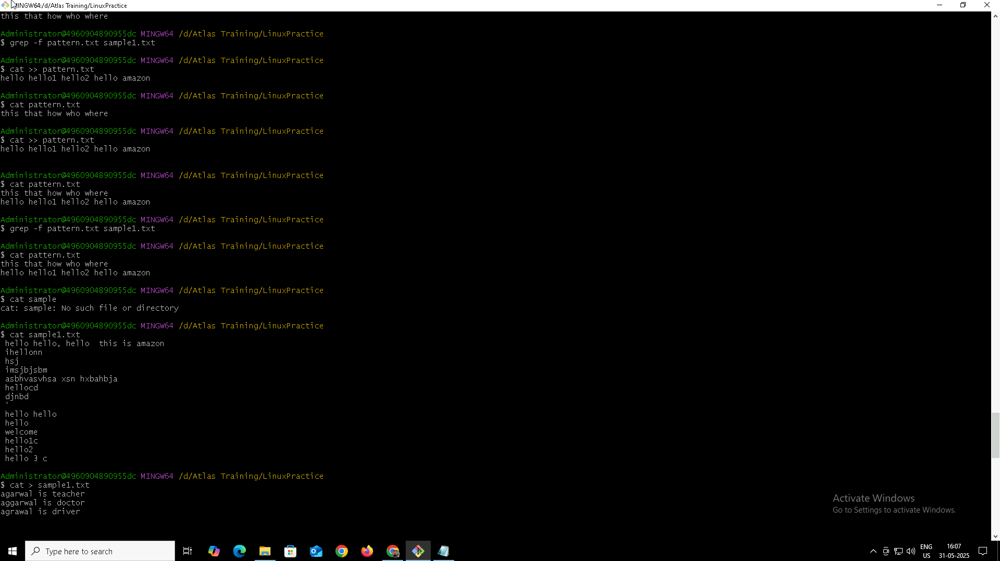 MINGW64:/d/Atlas Training/LinuxPractice
this that how who where
Administrator@4960904890955dc MINGW64 /d/Atlas Training/LinuxPractice
$ grep -f pattern.txt sample1.txt
Administrator@4960904890955dc MINGW64 /d/Atlas Training/LinuxPractice
$ cat >> pattern.txt
hello hello1 hello2 hello amazon
Administrator@4960904890955dc MINGW64 /d/Atlas Training/LinuxPractice
$ cat pattern.txt
this that how who where
Administrator@4960904890955dc MINGW64 /d/Atlas Training/LinuxPractice
$ cat >> pattern.txt
hello hello1 hello2 hello amazon
Administrator@4960904890955dc MINGW64 /d/Atlas Training/LinuxPractice
$ cat pattern.txt
this that how who where
hello hello1 hello2 hello amazon
Administrator@4960904890955dc MINGW64 /d/Atlas Training/LinuxPractice
$ grep -f pattern.txt sample1.txt
Administrator@4960904890955dc MINGW64 /d/Atlas Training/LinuxPractice
$ cat pattern.txt
this that how who where
hello hello1 hello2 hello amazon
Administrator@4960904890955dc MINGW64 /d/Atlas Training/LinuxPractice
$ cat sample
cat: sample: No such file or directory
Administrator@4960904890955dc MINGW64 /d/Atlas Training/LinuxPractice
$ cat sample1.txt
 hello hello, hello  this is amazon
 ihellonn
 hsj
 imsjbjsbm
 asbhvasvhsa xsn hxbahbja
 hellocd
 djnbd
 '
 hello hello
 hello
 welcome
 hello1c
 hello2
 hello 3 c
Administrator@4960904890955dc MINGW64 /d/Atlas Training/LinuxPractice
$ cat > sample1.txt
agarwal is teacher
aggarwal is doctor
agrawal is driver
Activate Windows
Go to Settings to activate Windows.
Type here to search
ENG
US
16:07
31-05-2025